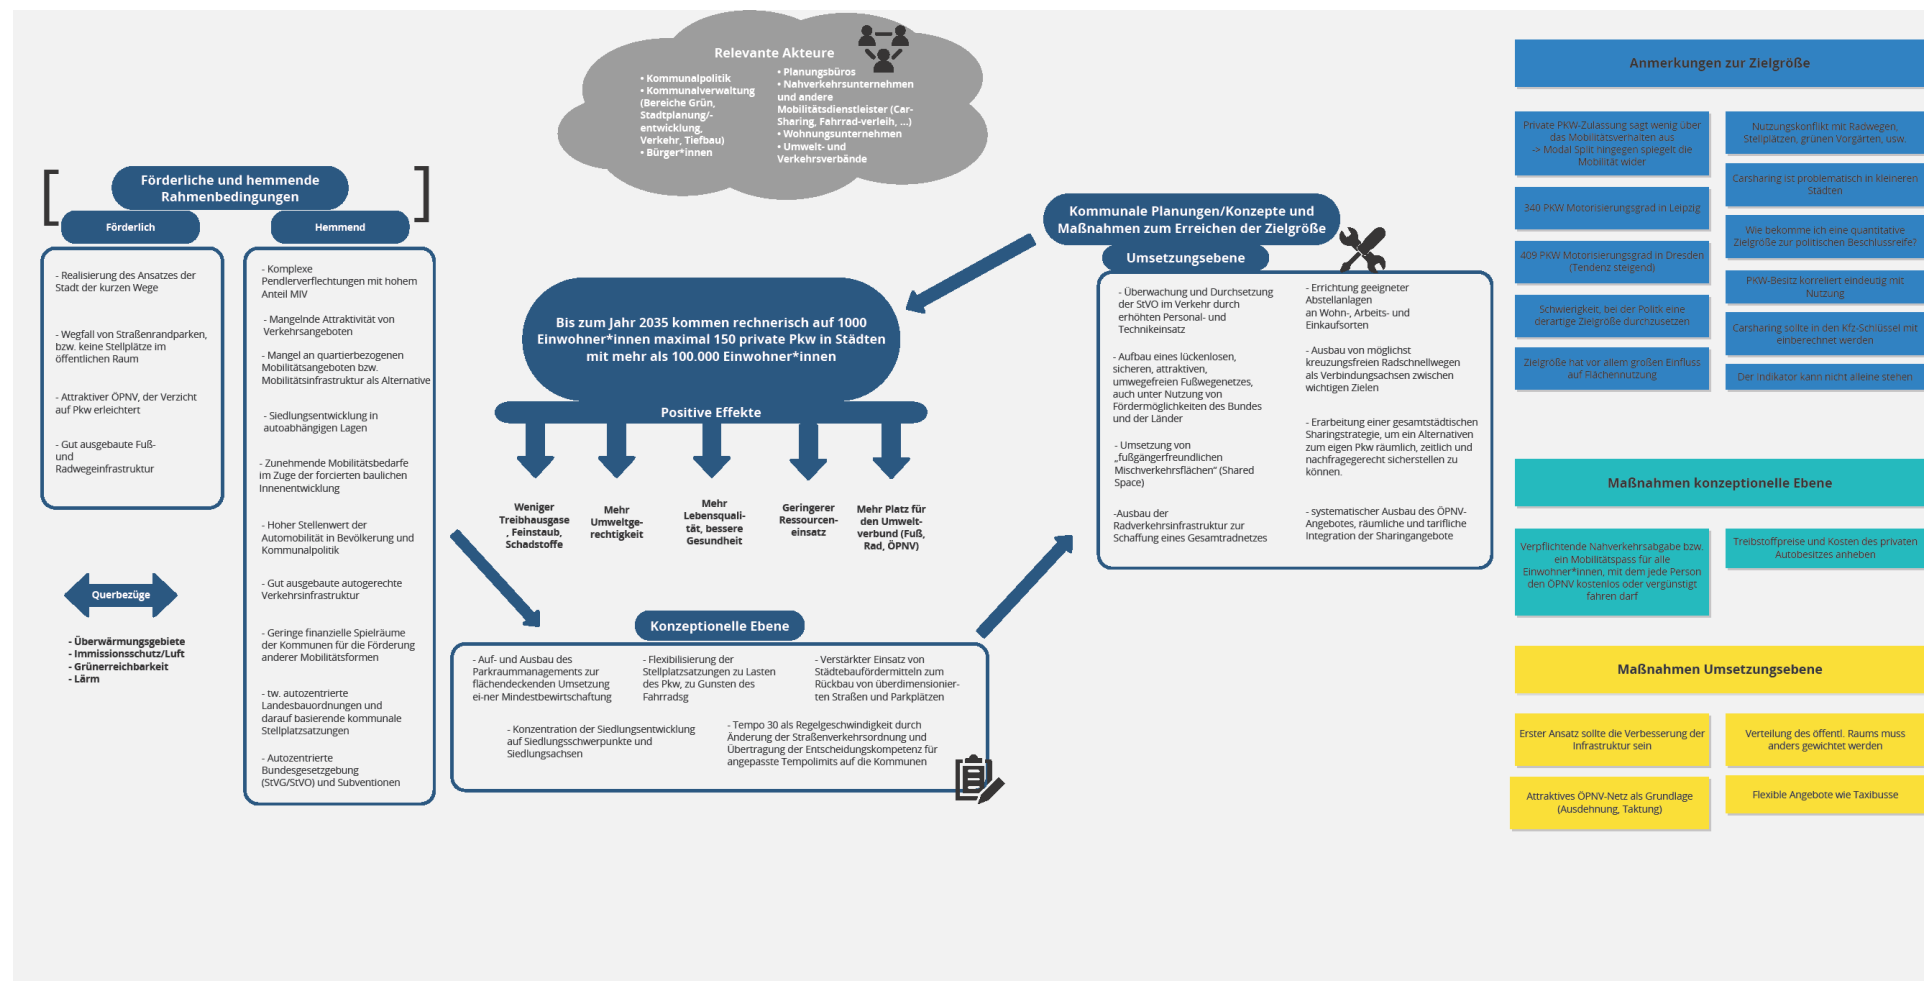 Relevante Akteure
• Kommunalpolitik
• Kommunalverwaltung
(Bereiche Grün,
Stadtplanung/-
entwicklung,
Verkehr, Tiefbau)
• Bürger*innen
• Planungsbüros
• Nahverkehrsunternehmen
und andere
Mobilitätsdienstleister (Car-
Sharing, Fahrrad-verleih, ...)
• Wohnungsunternehmen
• Umwelt- und
Verkehrsverbände
Förderliche und hemmende
Rahmenbedingungen
Förderlich
- Realisierung des Ansatzes der
Stadt der kurzen Wege
- Wegfall von Straßenrandparken,
bzw. keine Stellplätze im
öffentlichen Raum
- Attraktiver ÖPNV, der Verzicht
auf Pkw erleichtert
- Gut ausgebaute Fuß-
und
Radwegeinfrastruktur
Hemmend
- Komplexe
Pendlerverflechtungen mit hohem
Anteil MIV
- Mangelnde Attraktivität von
Verkehrsangeboten
- Mangel an quartierbezogenen
Mobilitätsangeboten bzw.
Mobilitätsinfrastruktur als Alternative
- Siedlungsentwicklung in
autoabhängigen Lagen
- Zunehmende Mobilitätsbedarfe
im Zuge der forcierten baulichen
Innenentwicklung
- Hoher Stellenwert der
Automobilität in Bevölkerung und
Kommunalpolitik
- Gut ausgebaute autogerechte
Verkehrsinfrastruktur
- Geringe finanzielle Spielräume
der Kommunen für die Förderung
anderer Mobilitätsformen
- tw. autozentrierte
Landesbauordnungen und
darauf basierende kommunale
Stellplatzsatzungen
- Autozentrierte
Bundesgesetzgebung
(StVG/StVO) und Subventionen
Querbezüge
- Überwärmungsgebiete
- Immissionsschutz/Luft
- Grünerreichbarkeit
- Lärm
Bis zum Jahr 2035 kommen rechnerisch auf 1000
Einwohner*innen maximal 150 private Pkw in Städten
mit mehr als 100.000 Einwohner*innen
Positive Effekte
Weniger
Treibhausgase
, Feinstaub,
Schadstoffe
Mehr
Umweltge-
rechtigkeit
Mehr
Lebensquali-
tät, bessere
Gesundheit
Geringerer
Ressourcen-
einsatz
Mehr Platz für
den Umwelt-
verbund (Fuß,
Rad, ÖPNV)
Konzeptionelle Ebene
- Auf- und Ausbau des
Parkraummanagements zur
flächendeckenden Umsetzung
ei-ner Mindestbewirtschaftung
- Flexibilisierung der
Stellplatzsatzungen zu Lasten
des Pkw, zu Gunsten des
Fahrradsg
- Verstärkter Einsatz von
Städtebaufördermitteln zum
Rückbau von überdimensionier-
ten Straßen und Parkplätzen
- Konzentration der Siedlungsentwicklung
auf Siedlungsschwerpunkte und
Siedlungsachsen
- Tempo 30 als Regelgeschwindigkeit durch
Änderung der Straßenverkehrsordnung und
Übertragung der Entscheidungskompetenz für
angepasste Tempolimits auf die Kommunen
Kommunale Planungen/Konzepte und
Maßnahmen zum Erreichen der Zielgröße
Umsetzungsebene
- Überwachung und Durchsetzung
der StVO im Verkehr durch
erhöhten Personal- und
Technikeinsatz
- Aufbau eines lückenlosen,
sicheren, attraktiven,
umwegefreien Fußwegenetzes,
auch unter Nutzung von
Fördermöglichkeiten des Bundes
und der Länder
- Umsetzung von
„fußgängerfreundlichen
Mischverkehrsflächen“ (Shared
Space)
-Ausbau der
Radverkehrsinfrastruktur zur
Schaffung eines Gesamtradnetzes
- Errichtung geeigneter
Abstellanlagen
an Wohn-, Arbeits- und
Einkaufsorten
- Ausbau von möglichst
kreuzungsfreien Radschnellwegen
als Verbindungsachsen zwischen
wichtigen Zielen
- Erarbeitung einer gesamtstädtischen
Sharingstrategie, um ein Alternativen
zum eigen Pkw räumlich, zeitlich und
nachfragegerecht sicherstellen zu
können.
- systematischer Ausbau des ÖPNV-
Angebotes, räumliche und tarifliche
Integration der Sharingangebote
Anmerkungen zur Zielgröße
Private PKW-Zulassung sagt wenig über
das Mobilitätsverhalten aus
-> Modal Split hingegen spiegelt die
Mobilität wider
340 PKW Motorisierungsgrad in Leipzig
409 PKW Motorisierungsgrad in Dresden
(Tendenz steigend)
Schwierigkeit, bei der Politk eine
derartige Zielgröße durchzusetzen
Zielgröße hat vor allem großen Einfluss
auf Flächennutzung
Nutzungskonflikt mit Radwegen,
Stellplätzen, grünen Vorgärten, usw.
Carsharing ist problematisch in kleineren
Städten
Wie bekomme ich eine quantitative
Zielgröße zur politischen Beschlussreife?
PKW-Besitz korreliert eindeutig mit
Nutzung
Carsharing sollte in den Kfz-Schlüssel mit
einberechnet werden
Der Indikator kann nicht alleine stehen
Maßnahmen konzeptionelle Ebene
Verpflichtende Nahverkehrsabgabe bzw.
ein Mobilitätspass für alle
Einwohner*innen, mit dem jede Person
den ÖPNV kostenlos oder vergünstigt
fahren darf
Treibstoffpreise und Kosten des privaten
Autobesitzes anheben
Maßnahmen Umsetzungsebene
Erster Ansatz sollte die Verbesserung der
Infrastruktur sein
Verteilung des öffentl. Raums muss
anders gewichtet werden
Attraktives ÖPNV-Netz als Grundlage
(Ausdehnung, Taktung)
Flexible Angebote wie Taxibusse